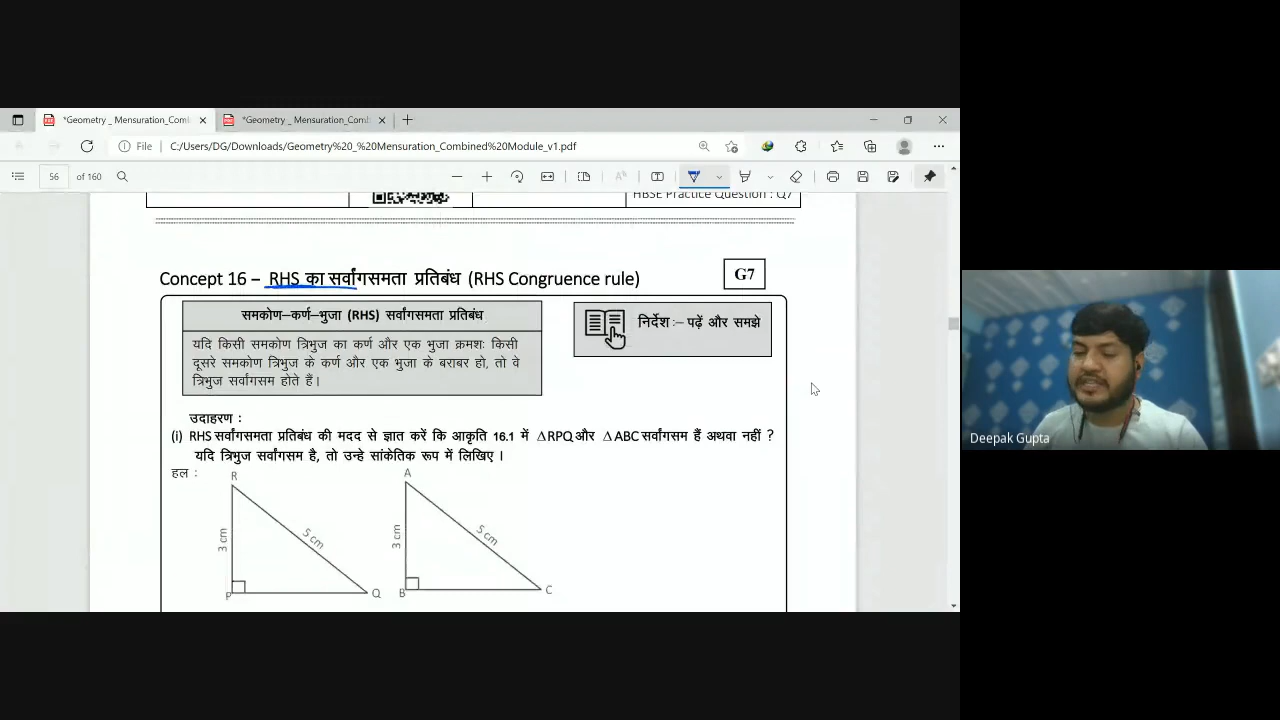 *Geometry _ Mensuration_Comb
*Geometry _ Mensuration_Comb
File
C:/Users/DG/Downloads/Geometry%20_%20Mensuration_Combined%20Module_v1.pdf
56 of 160
HBSE Practice Question : Q7
Concept 16 – RHS का सर्वांगसमता प्रतिबंध (RHS Congruence rule)
G7
समकोण–कर्ण–भुजा (RHS) सर्वांगसमता प्रतिबंध
निर्देश :– पढ़ें और समझे
यदि किसी समकोण त्रिभुज का कर्ण और एक भुजा क्रमशः किसी
दूसरे समकोण त्रिभुज के कर्ण और एक भुजा के बराबर हो, तो वे
त्रिभुज सर्वांगसम होते हैं।
उदाहरण :
(i) RHS सर्वांगसमता प्रतिबंध की मदद से ज्ञात करें कि आकृति 16.1 में △RPQ और △ABC सर्वांगसम हैं अथवा नहीं ?
यदि त्रिभुज सर्वांगसम है, तो उन्हे सांकेतिक रूप में लिखिए ।
हल :
R
A
3 cm
5 cm
3 cm
5 cm
P
Q
B
C
Deepak Gupta